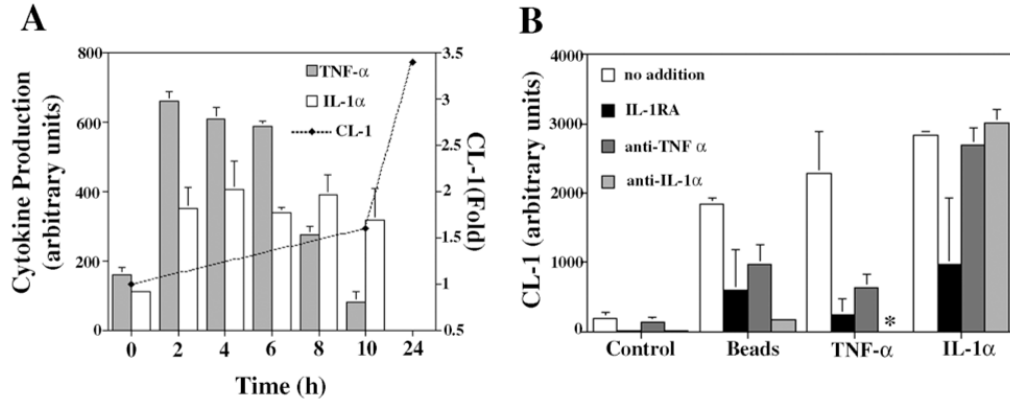 A
Cytokine Production
(arbitrary units)
800
600
400
200
0
TNF-α
IL-1α
CL-1
3.5
3
2.5
2
1.5
1
0.5
CL-1(Fold)
0 2 4 6 8 10 24
Time (h)
B
CL-1 (arbitrary units)
4000
3000
2000
1000
0
no addition
IL-1RA
anti-TNF α
anti-IL-1α
*
Control Beads TNF-α IL-1α